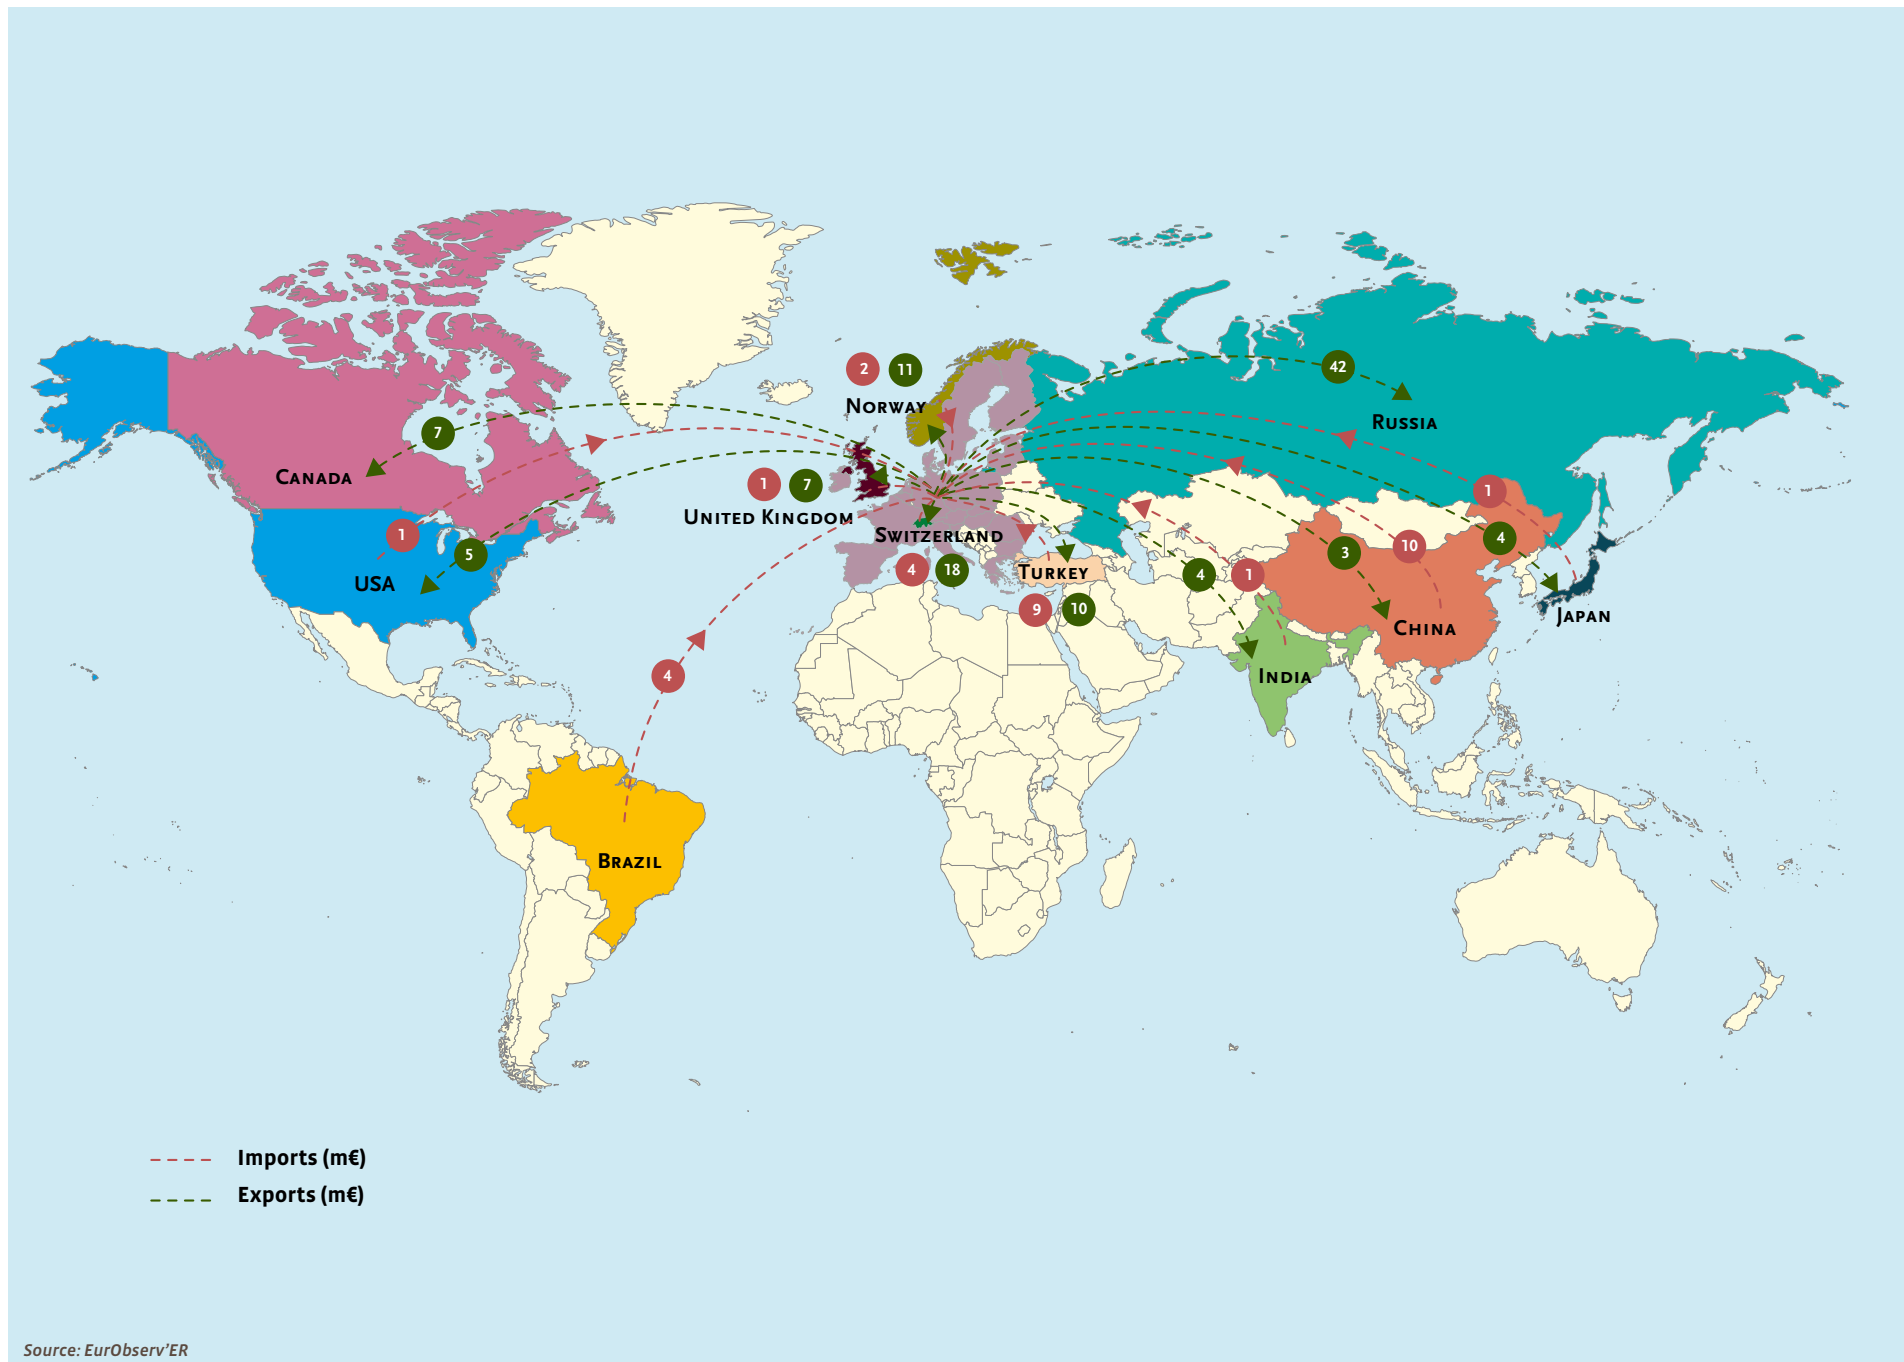 2
11
NORWAY
42
RUSSIA
7
CANADA
1
7
UNITED KINGDOM
1
1
5
USA
SWITZERLAND
4
18
TURKEY
9
10
4
1
3
10
4
JAPAN
CHINA
INDIA
4
BRAZIL
Imports (m€)
Exports (m€)
Source: EurObserv'ER